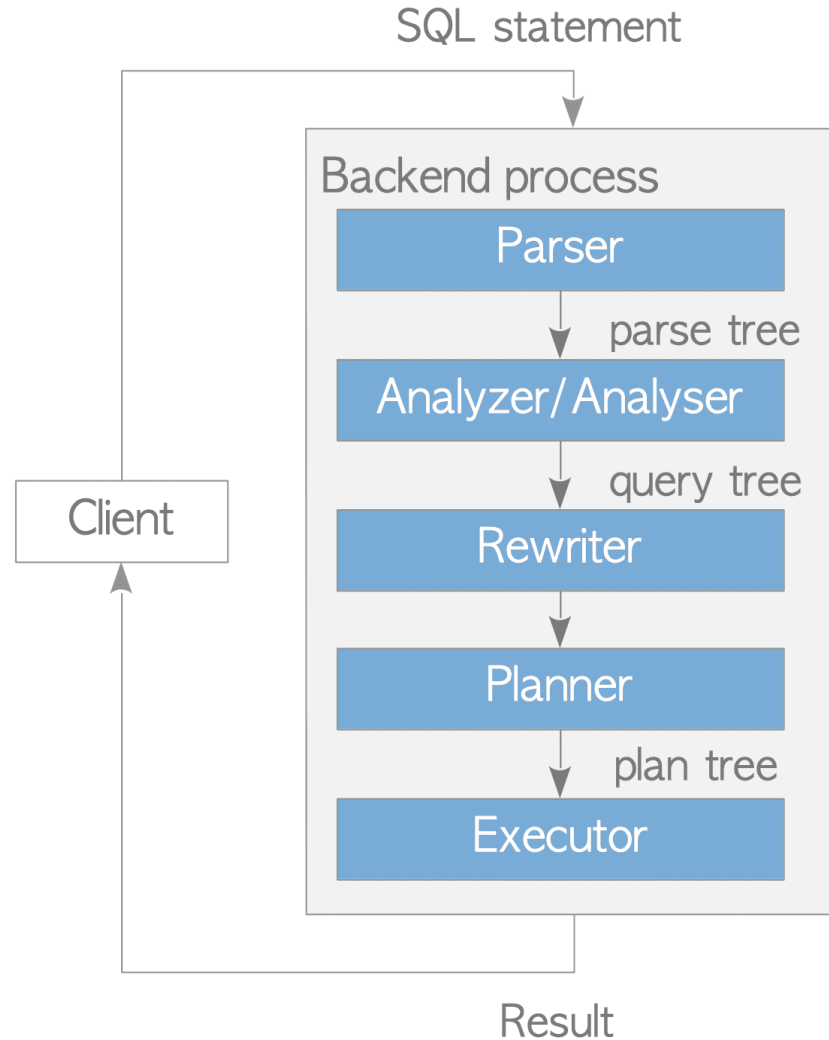 SQL statement
Backend process
Parser
parse tree
Analyzer/Analyser
query tree
Client
Rewriter
Planner
plan tree
Executor
Result